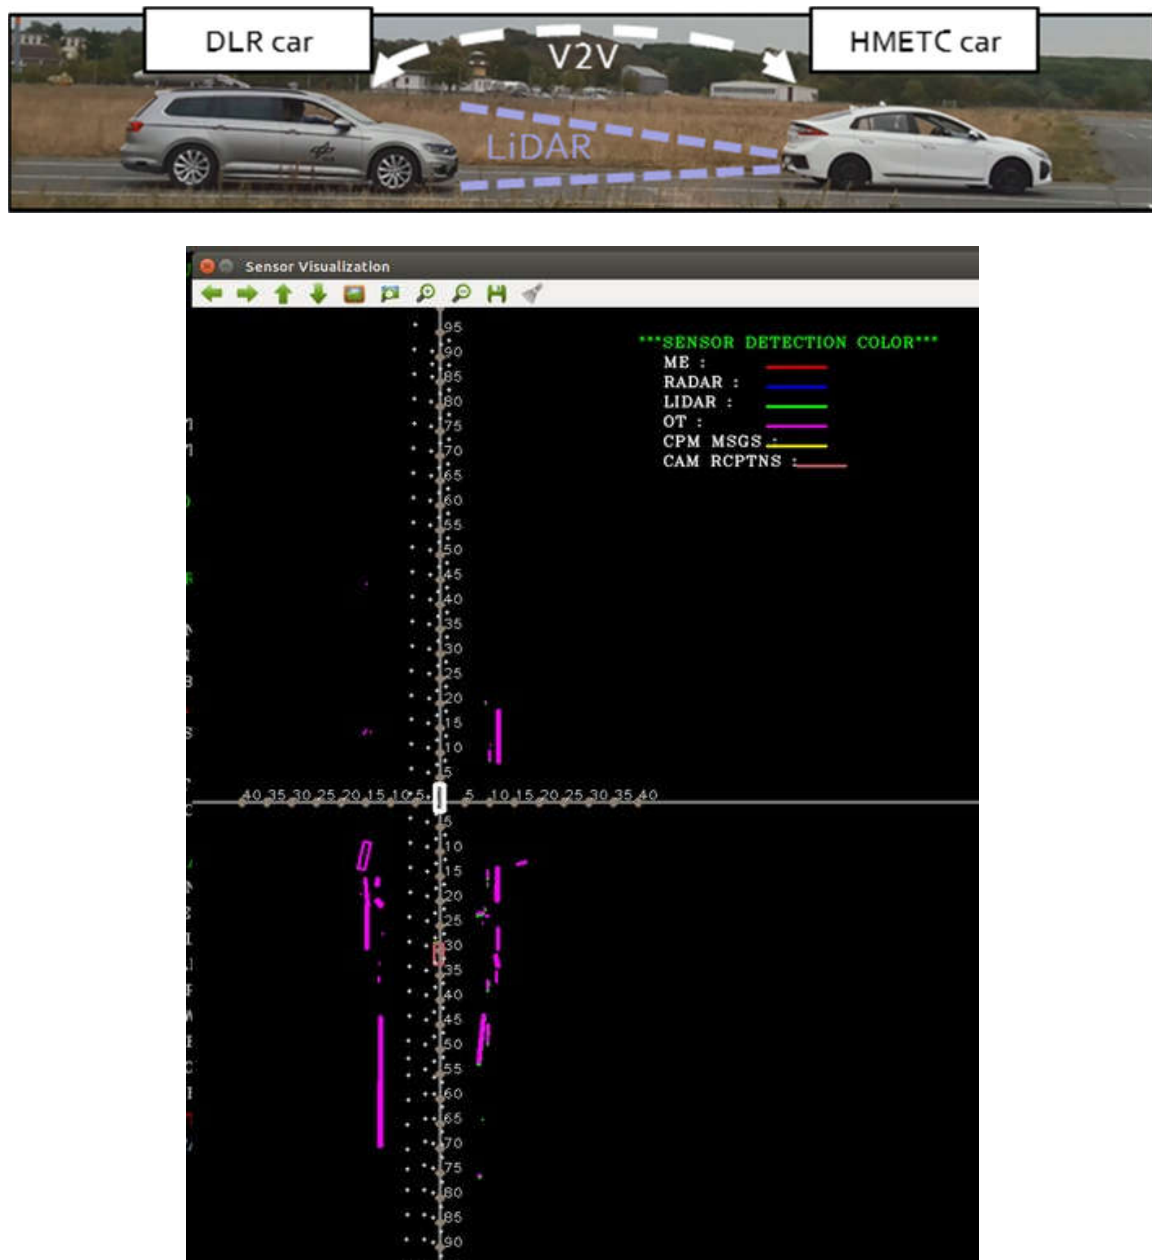 DLR car
V2V
HMETC car
LiDAR
Sensor Visualization
***SENSOR DETECTION COLOR***
ME :
RADAR :
LIDAR :
OT :
CPM MSGS :
CAM RCPTNS :
95
90
85
80
75
70
65
60
55
50
45
40
35
30
25
20
15
10
5
40 35 30 25 20 15 10 5 5 10 15 20 25 30 35 40
5
10
15
20
25
30
35
40
45
50
55
60
65
70
75
80
85
90